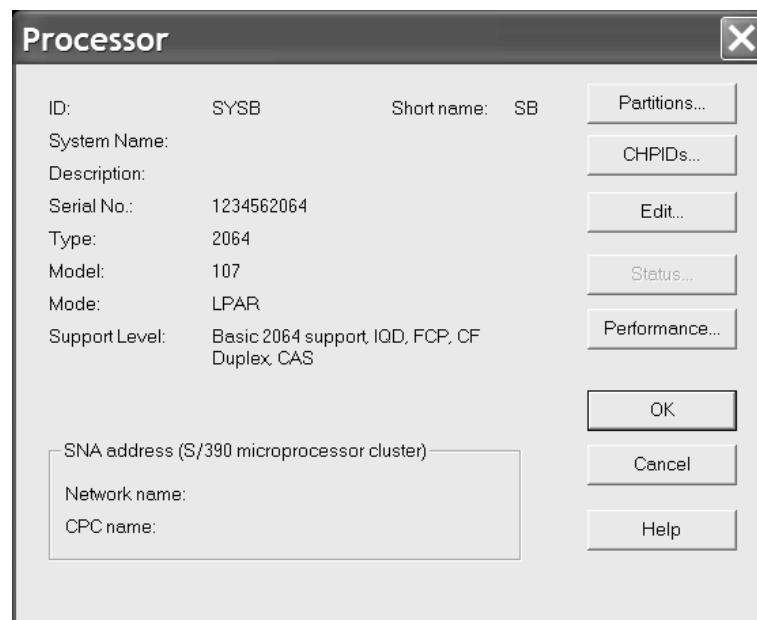 Processor
ID: SYSB Short name: SB
System Name:
Description:
Serial No.: 1234562064
Type: 2064
Model: 107
Mode: LPAR
Support Level: Basic 2064 support, IQD, FCP, CF
Duplex, CAS
SNA address (S/390 microprocessor cluster)
Network name:
CPC name:
Partitions...
CHPIDs...
Edit...
Status...
Performance...
OK
Cancel
Help